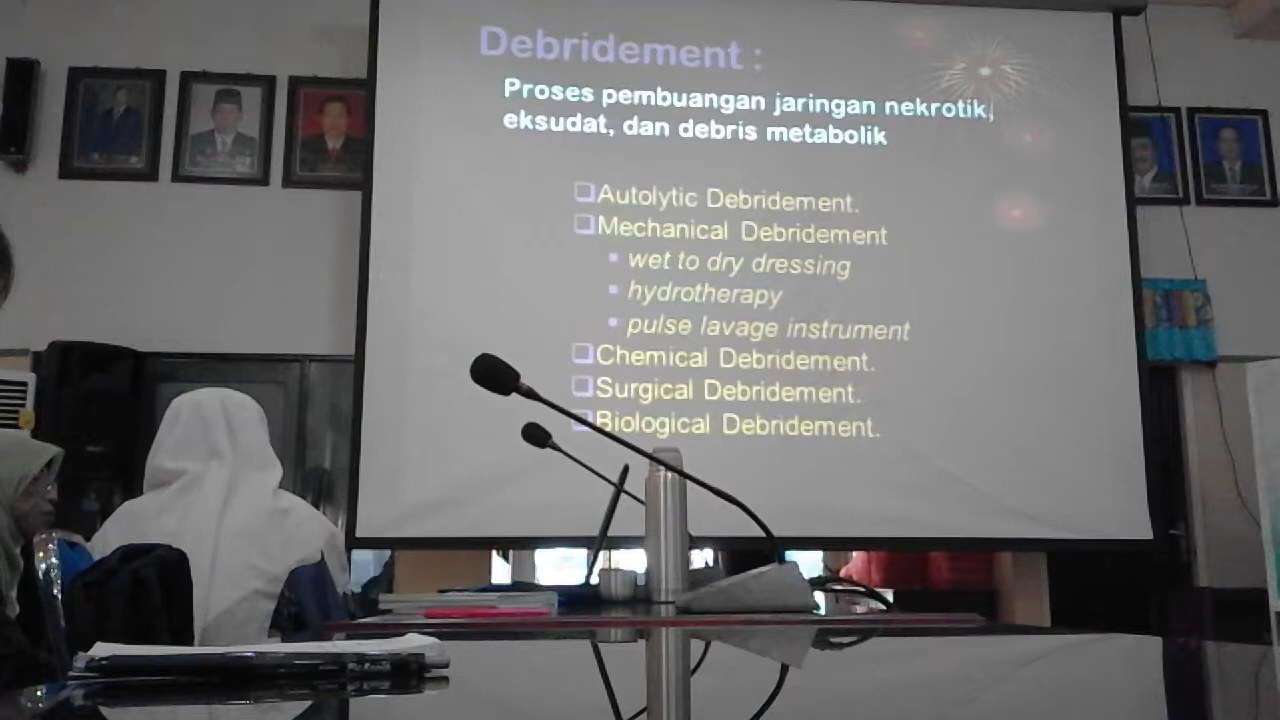 Debridement :
Proses pembuangan jaringan nekrotik,
eksudat, dan debris metabolik
Autolytic Debridement.
Mechanical Debridement
wet to dry dressing
hydrotherapy
pulse lavage instrument
Chemical Debridement.
Surgical Debridement.
Biological Debridement.